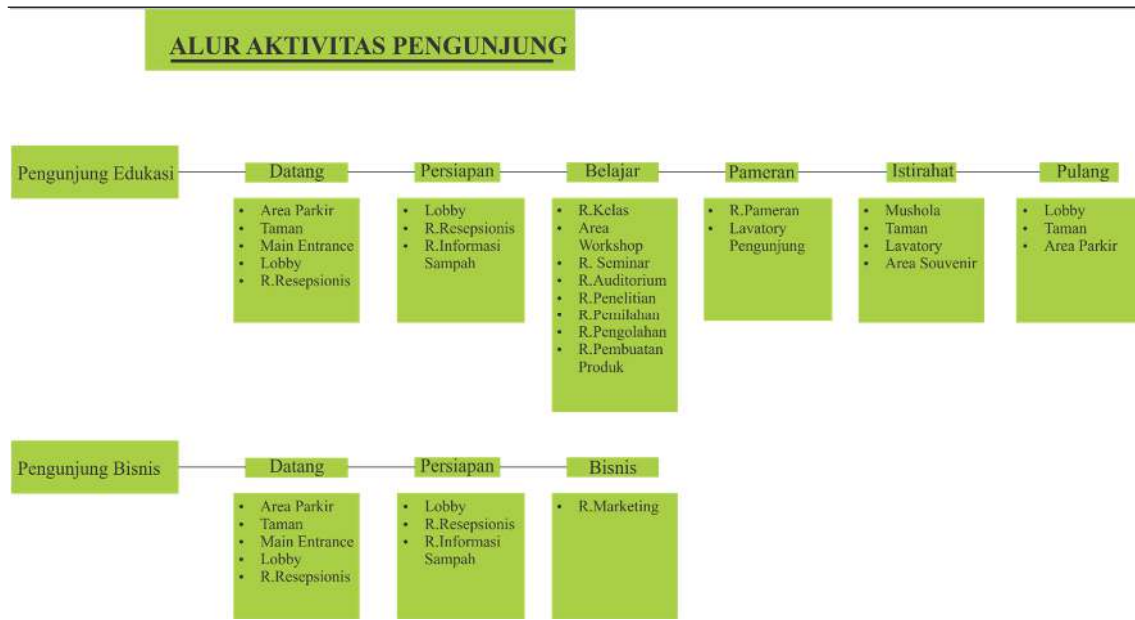 ALUR AKTIVITAS PENGUNJUNG
Pengunjung Edukasi
Datang
Persiapan
Belajar
Pameran
Istirahat
Pulang
• Area Parkir
• Taman
• Main Entrance
• Lobby
• R.Resepsionis
• Lobby
• R.Resepsionis
• R.Informasi
Sampah
• R.Kelas
• Area
Workshop
• R. Seminar
• R.Auditorium
• R.Penelitian
• R.Pemilahan
• R.Pengolahan
• R.Pembuatan
Produk
• R.Pameran
• Lavatory
Pengunjung
• Mushola
• Taman
• Lavatory
• Area Souvenir
• Lobby
• Taman
• Area Parkir
Pengunjung Bisnis
Datang
Persiapan
Bisnis
• Area Parkir
• Taman
• Main Entrance
• Lobby
• R.Resepsionis
• Lobby
• R.Resepsionis
• R.Informasi
Sampah
• R.Marketing